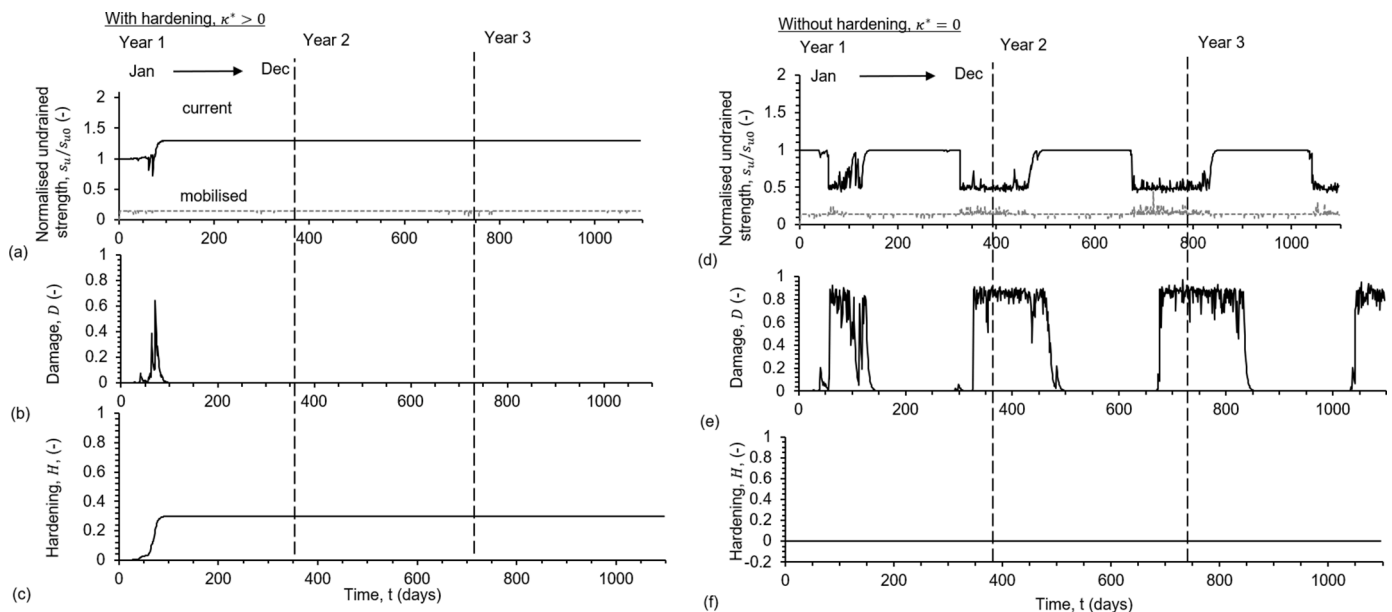 With hardening, κ* > 0
Year 1
Year 2
Year 3
Jan
Dec
current
mobilised
Normalised undrained
strength, s_u/s_u0 (-)
2
1.5
1
0.5
0
0 200 400 600 800 1000
(a)
Damage, D (-)
1
0.8
0.6
0.4
0.2
0
0 200 400 600 800 1000
(b)
Hardening, H, (-)
1
0.8
0.6
0.4
0.2
0
0 200 400 600 800 1000
(c)
Time, t (days)
Without hardening, κ* = 0
Year 1
Year 2
Year 3
Jan
Dec
Normalised undrained
strength, s_u/s_u0 (-)
2
1.5
1
0.5
0
0 200 400 600 800 1000
(d)
Damage, D (-)
1
0.8
0.6
0.4
0.2
0
0 200 400 600 800 1000
(e)
Hardening, H, (-)
1
0.8
0.6
0.4
0.2
0
-0.2
0 200 400 600 800 1000
(f)
Time, t (days)